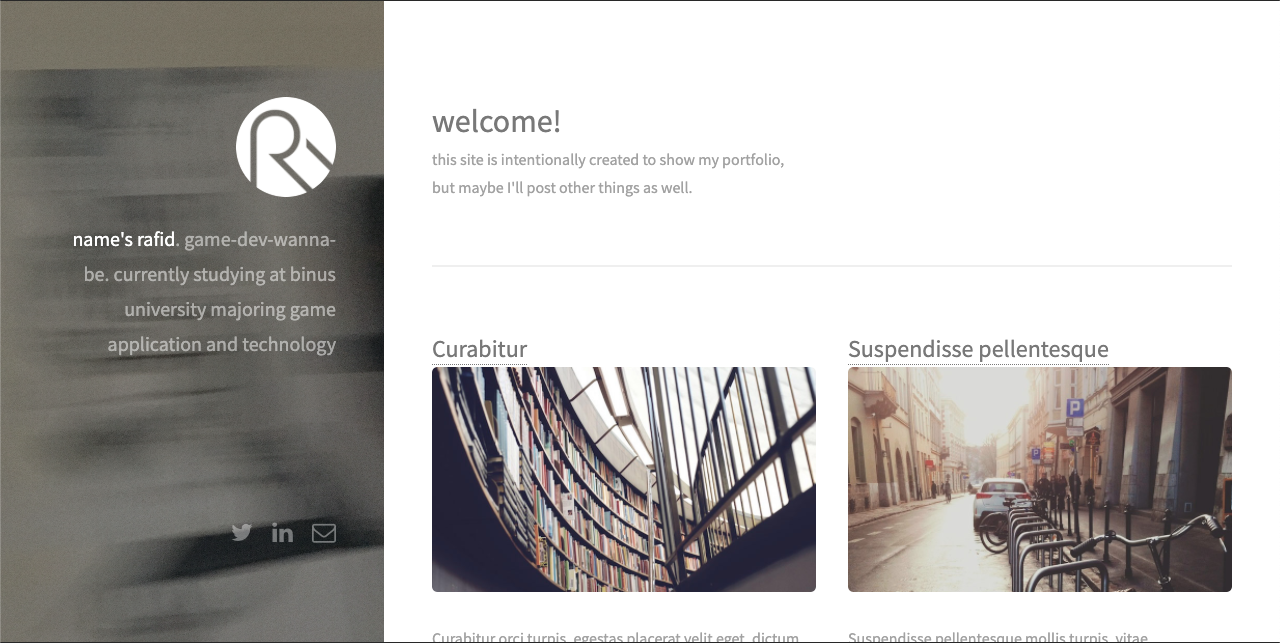 name's rafid. game-dev-wanna-
be. currently studying at binus
university majoring game
application and technology
welcome!
this site is intentionally created to show my portfolio,
but maybe I'll post other things as well.
Curabitur
Suspendisse pellentesque
P
P
Curabitur orci turpis, egestas placerat velit eget, dictum
Suspendisse pellentesque mollis turpis, vitae